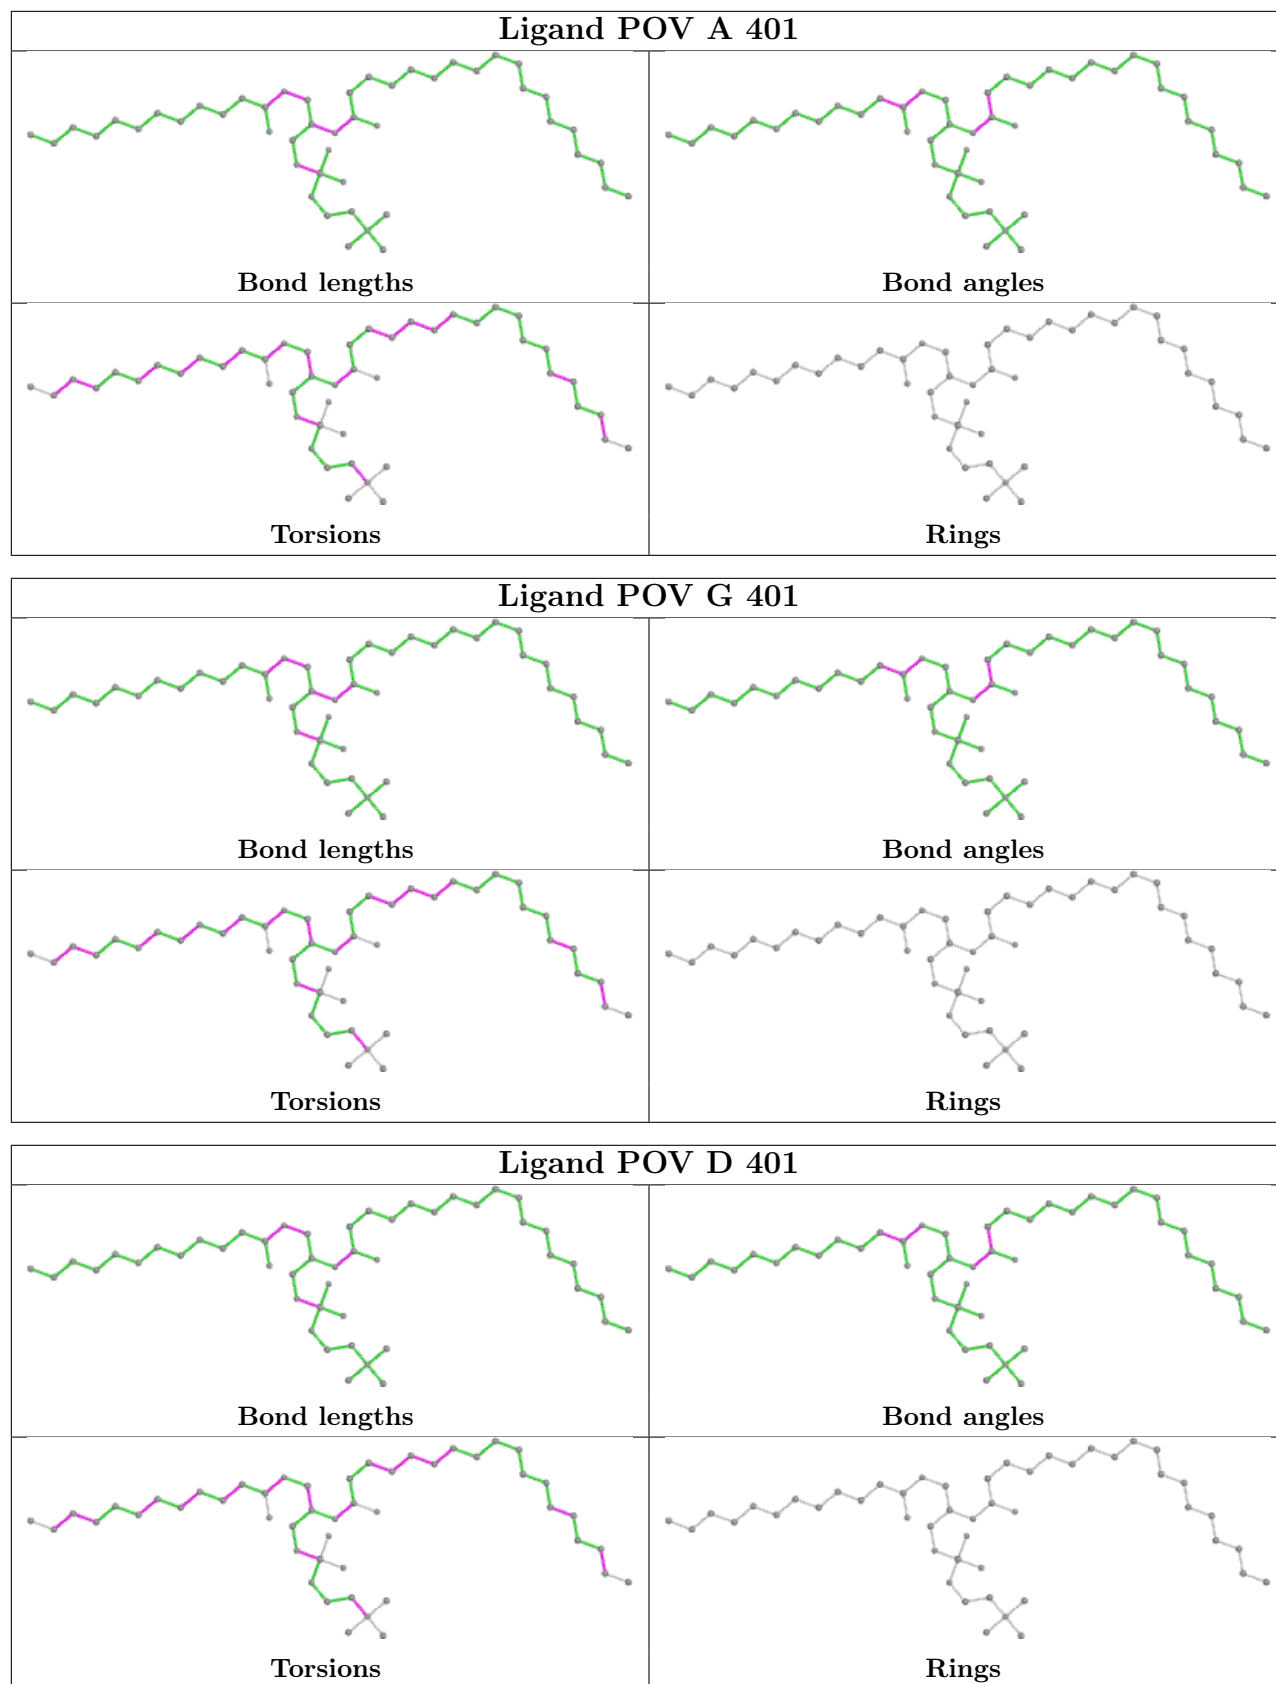 Ligand POV A 401
Bond lengths
Bond angles
Torsions
Rings
Ligand POV G 401
Bond lengths
Bond angles
Torsions
Rings
Ligand POV D 401
Bond lengths
Bond angles
Torsions
Rings